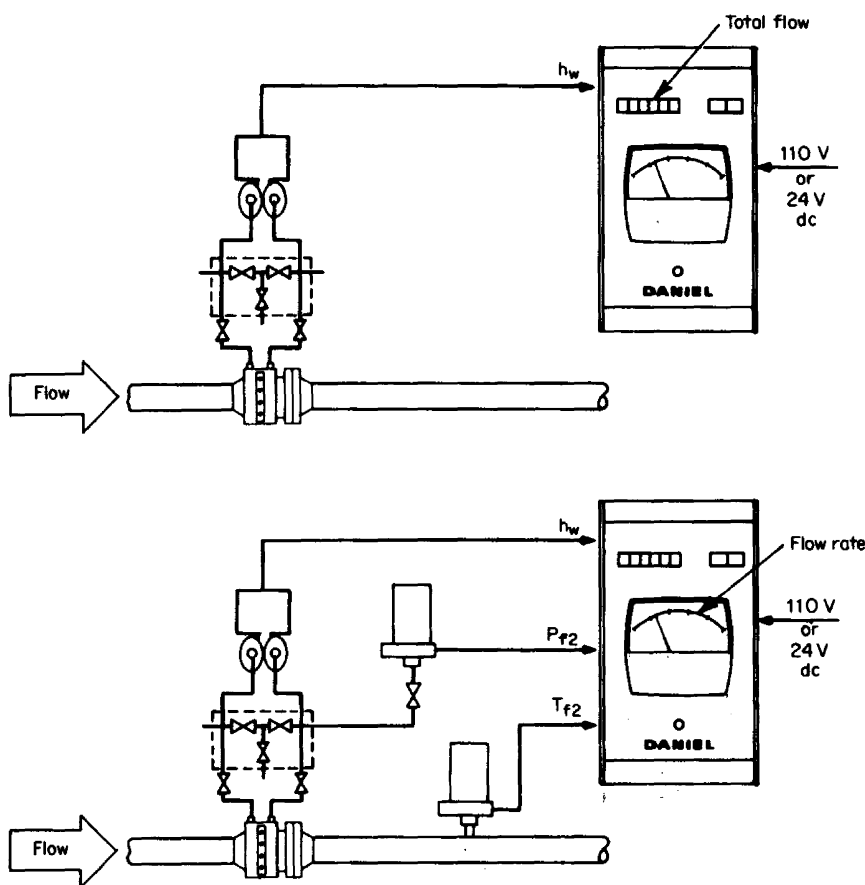 Total flow
hw
110 V
or
24 V
dc
DANIEL
Flow
hw
Flow rate
Pf2
110 V
or
24 V
dc
Tf2
DANIEL
Flow